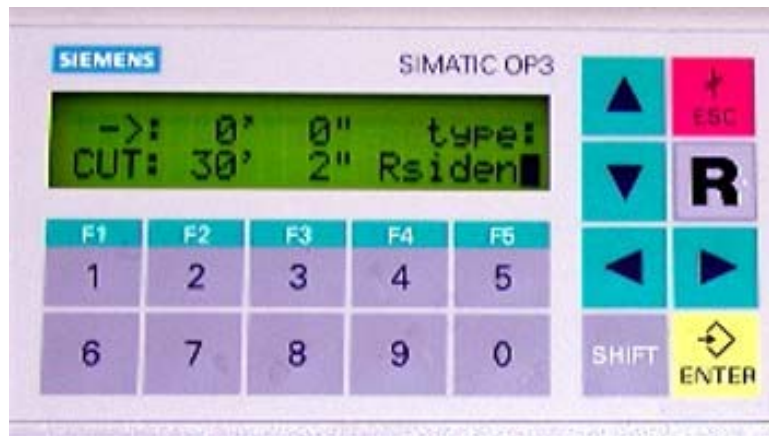 SIEMENS
SIMATIC OP3
->: 0' 0" type:
CUT: 30' 2" Rsiden
ESC
R
F1 F2 F3 F4 F5
1 2 3 4 5
6 7 8 9 0
SHIFT
ENTER